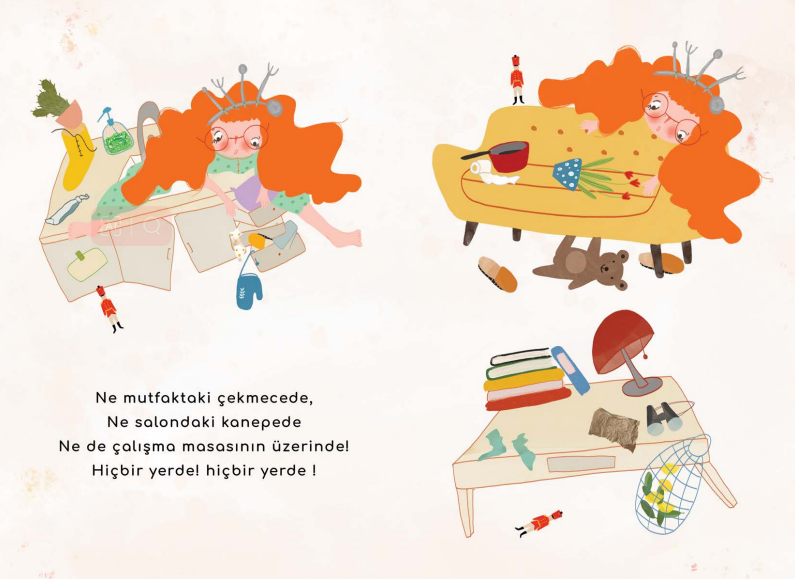 Ne mutfaktaki çekmecede,
Ne salondaki kanepede
Ne de çalışma masasının üzerinde!
Hiçbir yerde! hiçbir yerde !